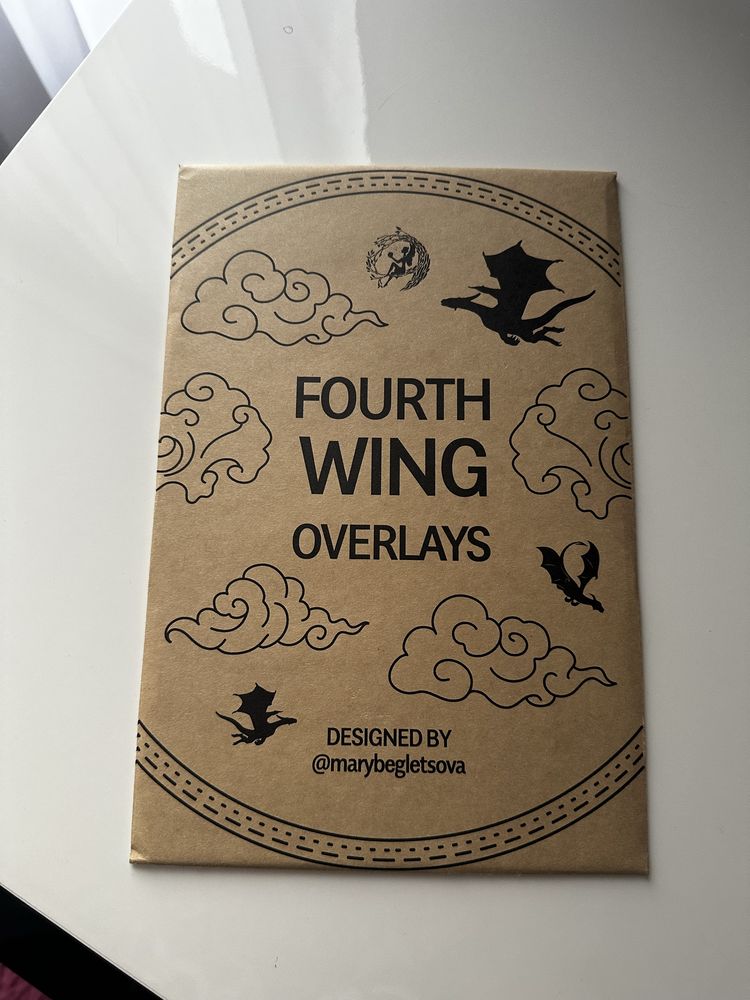 FOURTH
WING
OVERLAYS
DESIGNED BY
@marybegletsova